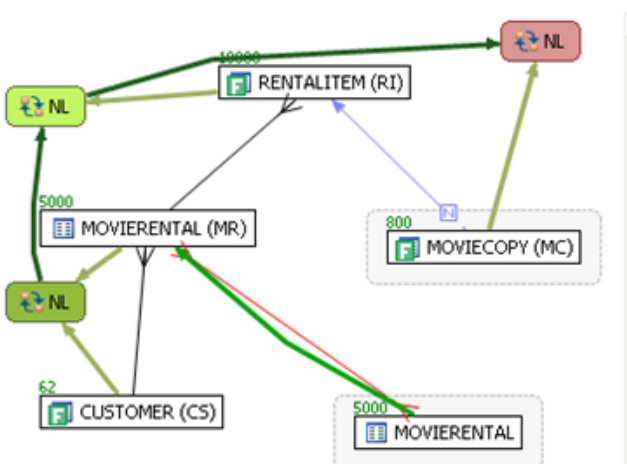 NL
10000
RENTALITEM (RI)
NL
5000
MOVIERENTAL (MR)
N
800
MOVIECOPY (MC)
NL
62
CUSTOMER (CS)
5000
MOVIERENTAL